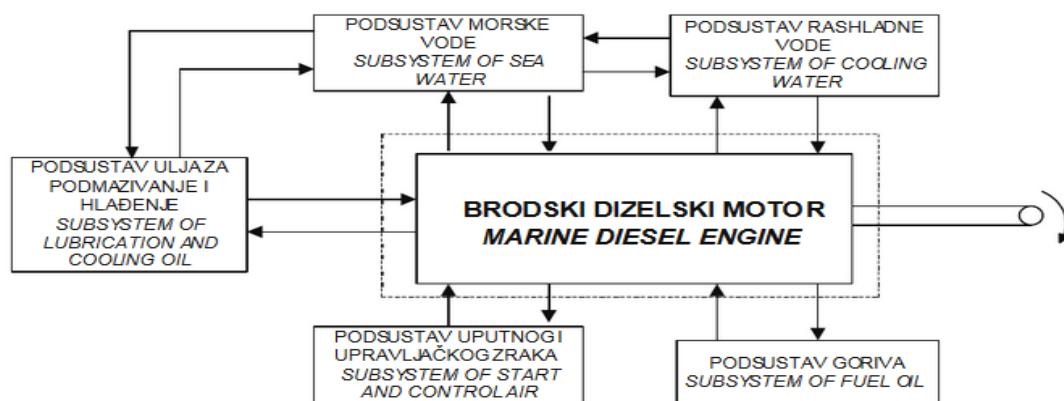 PODSUSTAV MORSKE
VODE
SUBSYSTEM OF SEA
WATER
PODSUSTAV RASHLADNE
VODE
SUBSYSTEM OF COOLING
WATER
PODSUSTAV ULJA ZA
PODMAZIVANJE I
HLAĐENJE
SUBSYSTEM OF
LUBRICATION AND
COOLING OIL
BRODSKI DIZELSKI MOTOR
MARINE DIESEL ENGINE
PODSUSTAV UPUTNOG I
UPRAVLJAČKOG ZRAKA
SUBSYSTEM OF START
AND CONTROL AIR
PODSUSTAV GORIVA
SUBSYSTEM OF FUEL OIL